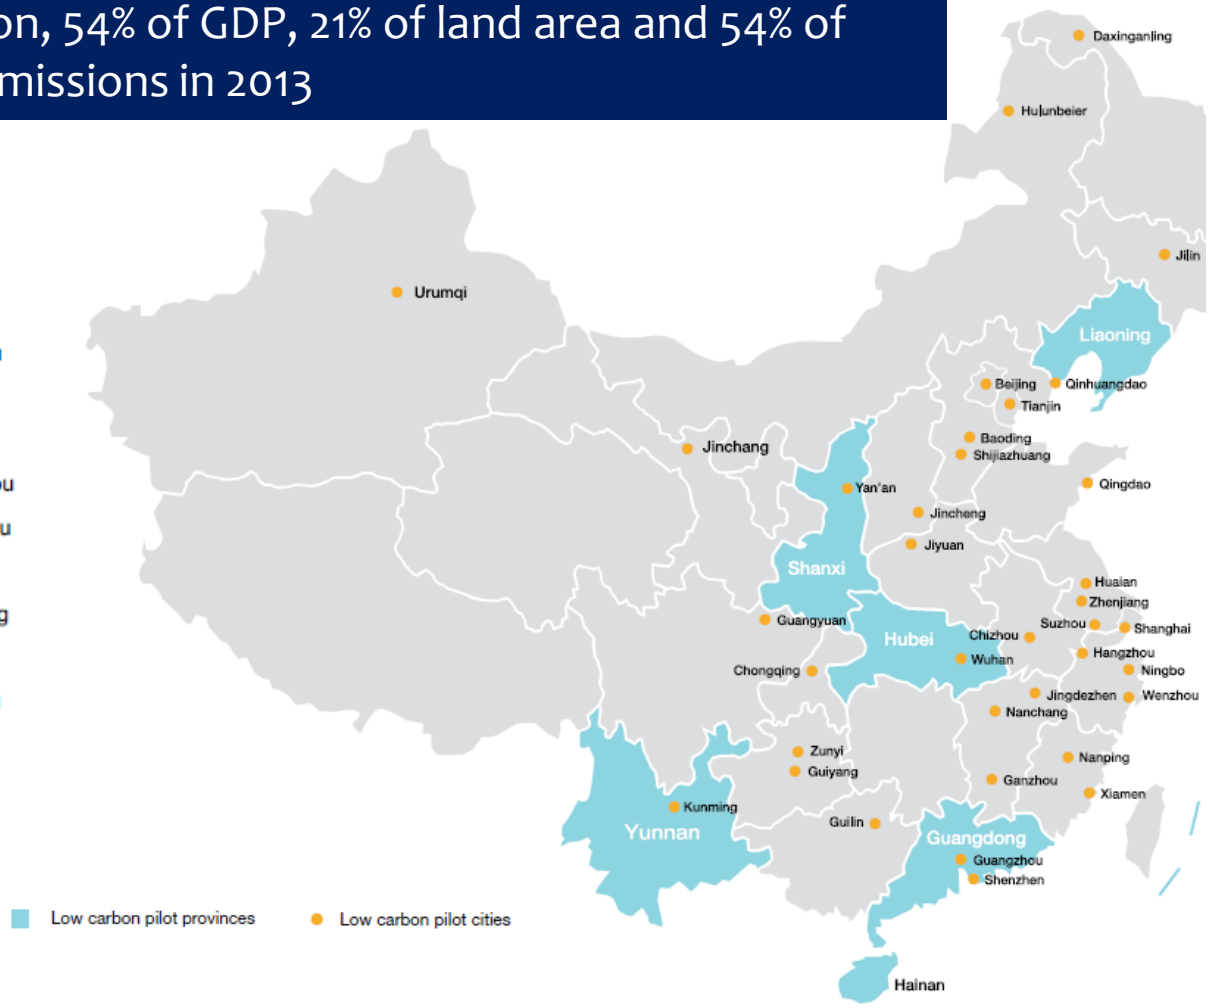 54% of GDP, 21% of land area and 54% of
in 2013
Daxinganling
Hulunbeier
Jilin
Urumqi
Liaoning
Beijing
Qinhuangdao
Tianjin
Baoding
Shijiazhuang
Jinchang
Yan'an
Qingdao
Jincheng
Jiyuan
Shanxi
Huaian
Zhenjiang
Guangyuan
Suzhou
Shanghai
Hubei
Chizhou
Hangzhou
Wuhan
Chongqing
Ningbo
Jingdezhen
Wenzhou
Nanchang
Zunyi
Nanping
Guiyang
Ganzhou
Xiamen
Kunming
Guilin
Yunnan
Guangdong
Guangzhou
Shenzhen
Low carbon pilot provinces
Low carbon pilot cities
Hainan